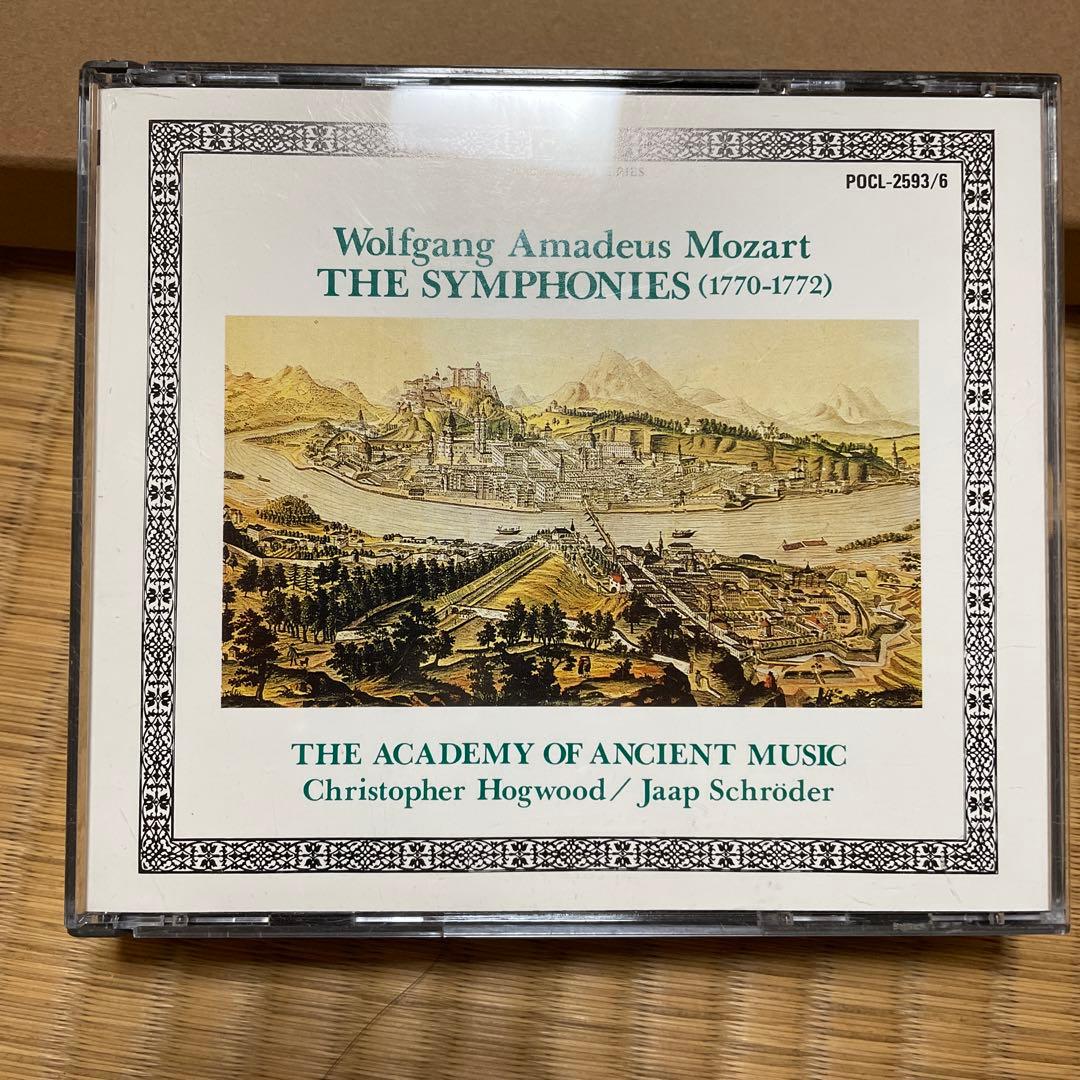 POCL-2593/6
Wolfgang Amadeus Mozart
THE SYMPHONIES (1770-1772)
THE ACADEMY OF ANCIENT MUSIC
Christopher Hogwood/Jaap Schröder